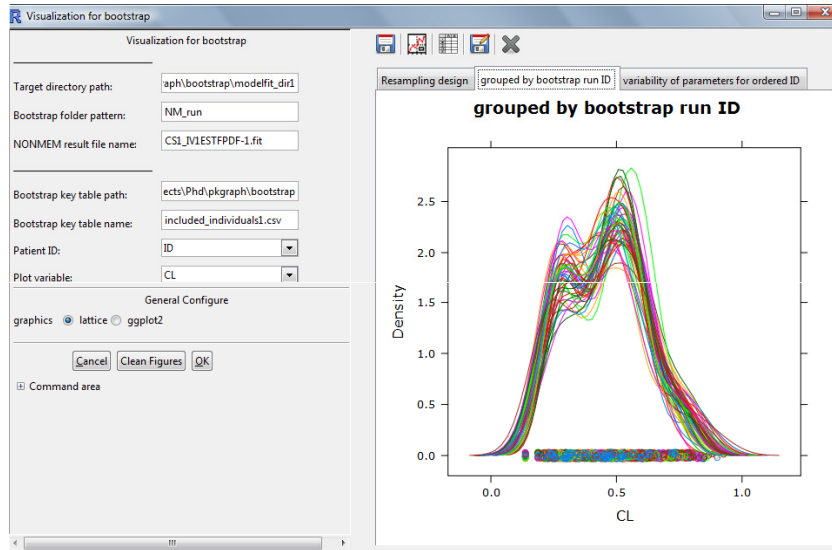 Visualization for bootstrap
Visualization for bootstrap
Target directory path: raph\bootstrap\modelfit_dir1
Bootstrap folder pattern: NM_run
NONMEM result file name: CS1_IV1ESTFPDF-1.fit
Bootstrap key table path: ects\Phd\pkgraph\bootstrap
Bootstrap key table name: included_individuals1.csv
Patient ID: ID
Plot variable: CL
General Configure
graphics lattice ggplot2
Cancel Clean Figures OK
Command area
Resampling design grouped by bootstrap run ID variability of parameters for ordered ID
grouped by bootstrap run ID
Density
2.5
2.0
1.5
1.0
0.5
0.0
0.0 0.5 1.0
CL